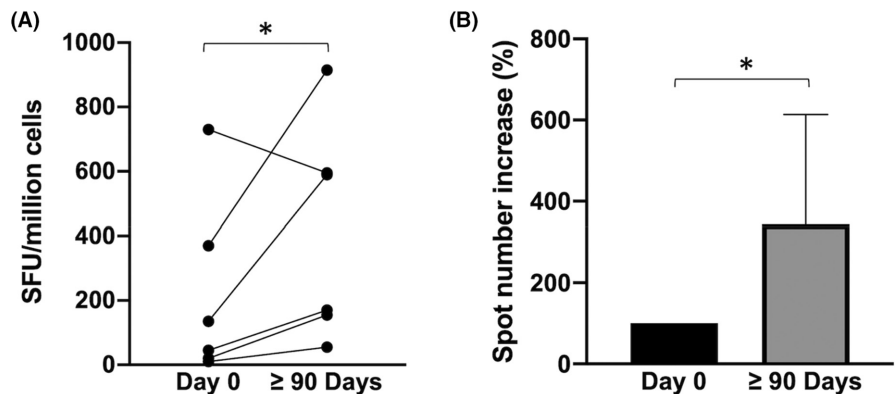 (A)
SFU/million cells
1000
800
600
400
200
0
*
Day 0
≥ 90 Days
(B)
Spot number increase (%)
800
600
400
200
0
*
Day 0
≥ 90 Days